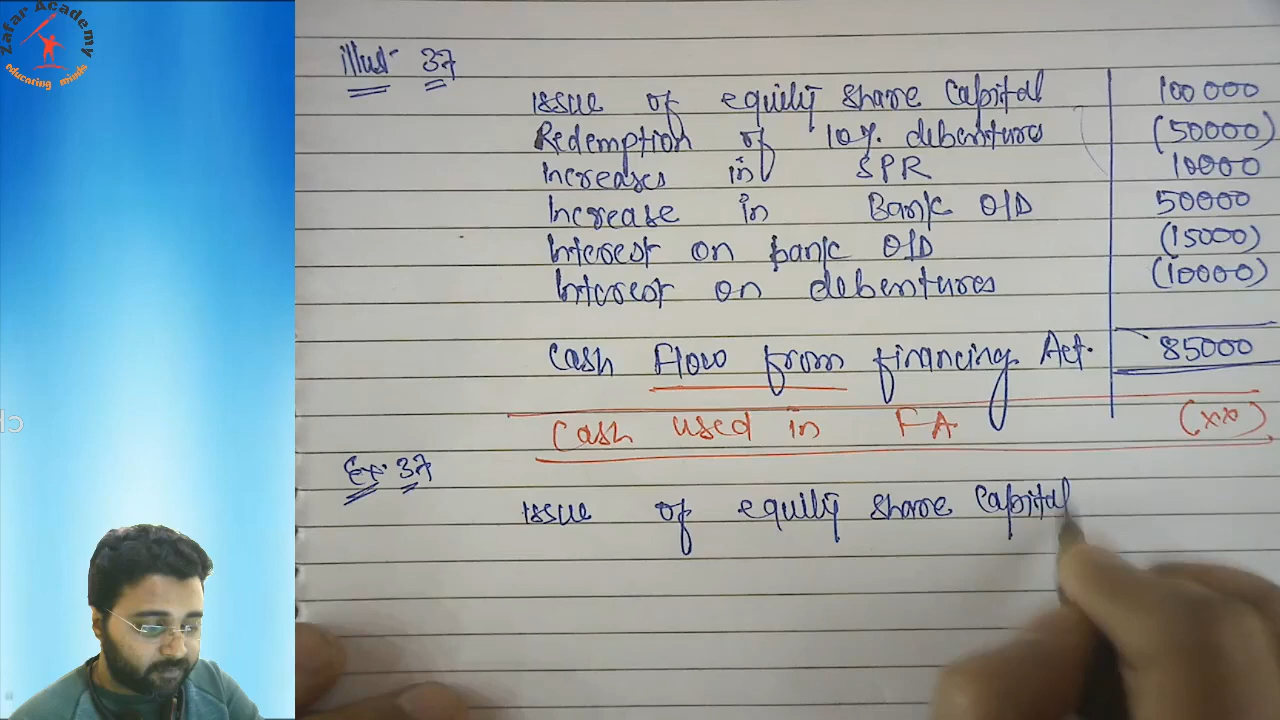 Zafar Academy
educating minds
illust- 37
Issue of equity share capital 100000
Redemption of 10% debentures (50000)
Increases in SPR 10000
Increase in Bank O/D 50000
Interest on bank O/D (15000)
Interest on debentures (10000)
Cash Flow from financing. Act. 85000
Cash used in FA. (xx)
Ex. 37
Issue of equity share capital